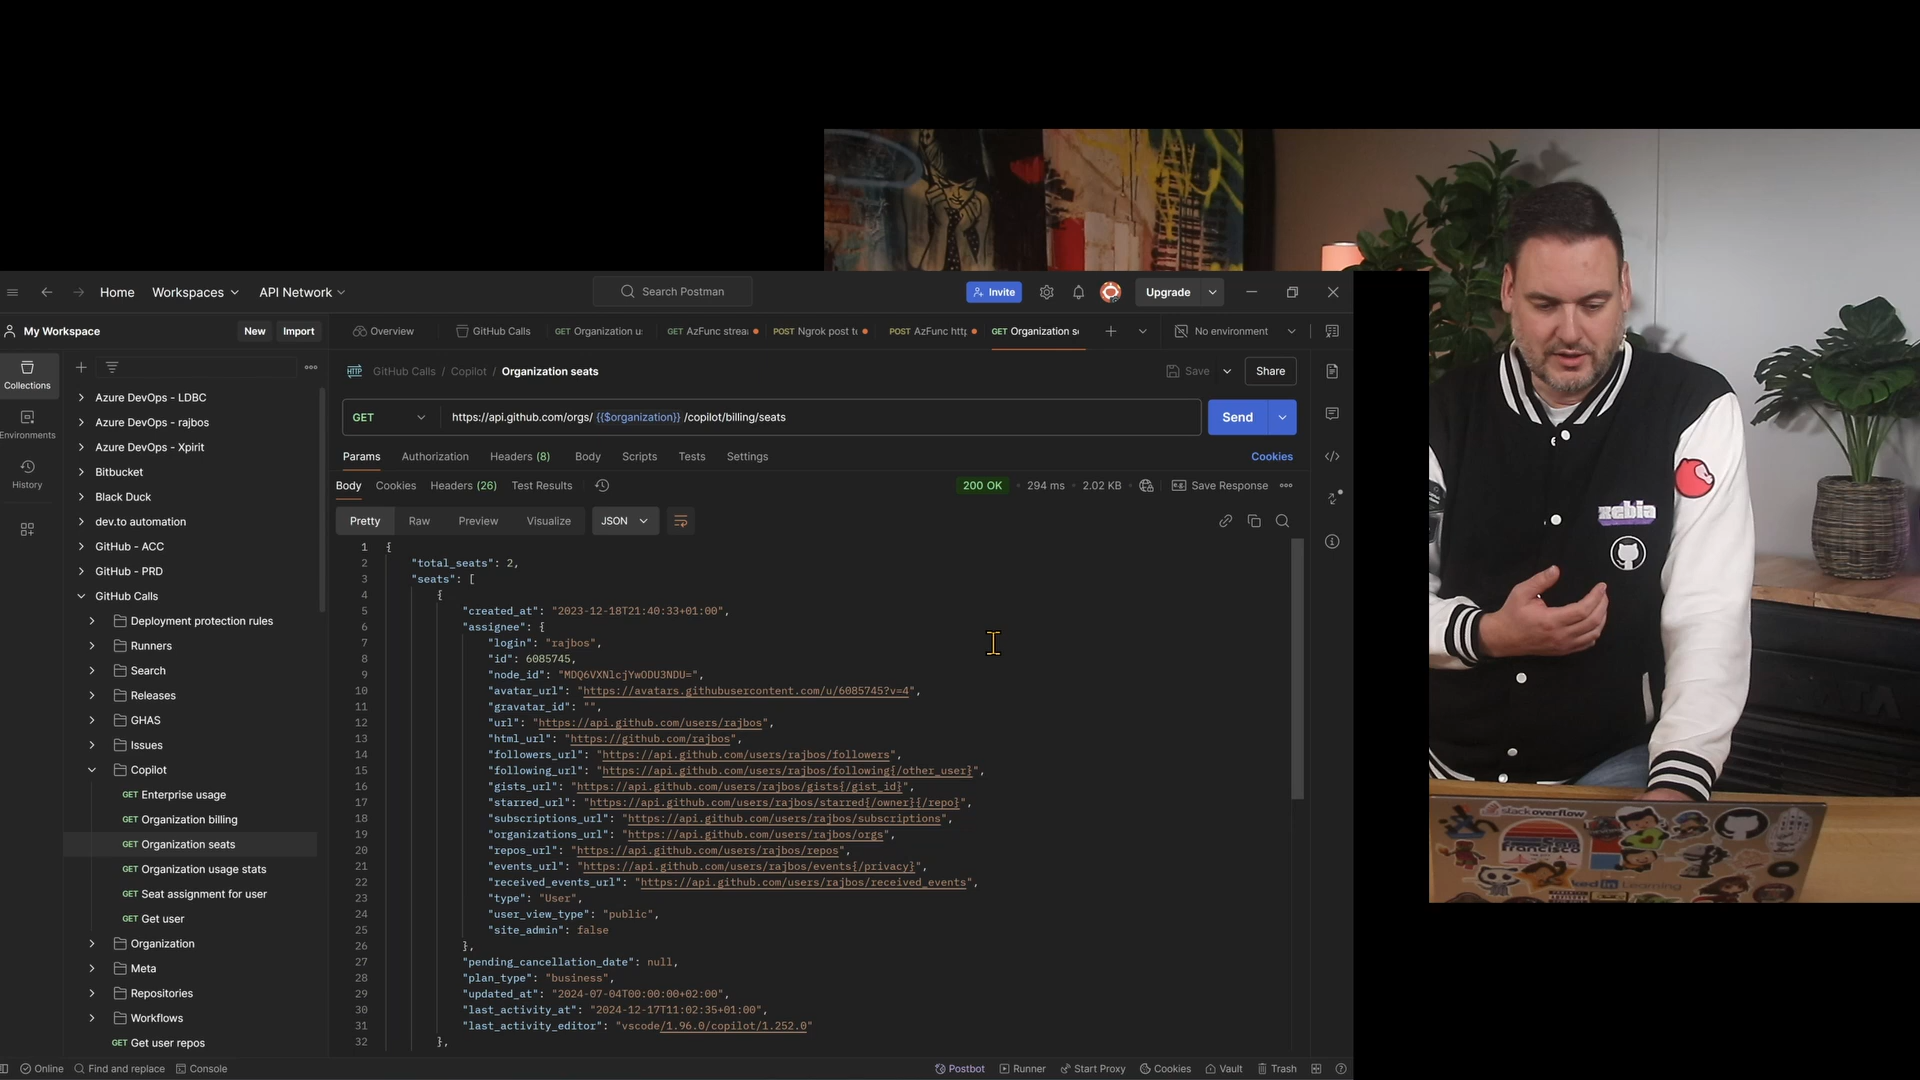 Home
Workspaces
API Network
Search Postman
Invite
Upgrade
My Workspace
New
Import
Overview
GitHub Calls
GET Organization u
GET AzFunc strea
POST Ngrok post t
POST AzFunc htt
GET Organization s
No environment
Collections
Environments
History
Azure DevOps - LDBC
Azure DevOps - rajbos
Azure DevOps - Xpirit
Bitbucket
Black Duck
dev.to automation
GitHub - ACC
GitHub - PRD
GitHub Calls
Deployment protection rules
Runners
Search
Releases
GHAS
Issues
Copilot
GET Enterprise usage
GET Organization billing
GET Organization seats
GET Organization usage stats
GET Seat assignment for user
GET Get user
Organization
Meta
Repositories
Workflows
GET Get user repos
HTTP GitHub Calls / Copilot / Organization seats
Save
Share
GET
https://api.github.com/orgs/ {{$organization}} /copilot/billing/seats
Send
Params Authorization Headers (8) Body Scripts Tests Settings
Cookies
Body Cookies Headers (26) Test Results
200 OK • 294 ms • 2.02 KB
Save Response
Pretty Raw Preview Visualize JSON
1 {
2 "total_seats": 2,
3 "seats": [
4 {
5 "created_at": "2023-12-18T21:40:33+01:00",
6 "assignee": {
7 "login": "rajbos",
8 "id": 6085745,
9 "node_id": "MDQ6VXNlcjYwODU3NDU=",
10 "avatar_url": "https://avatars.githubusercontent.com/u/6085745?v=4",
11 "gravatar_id": "",
12 "url": "https://api.github.com/users/rajbos",
13 "html_url": "https://github.com/rajbos",
14 "followers_url": "https://api.github.com/users/rajbos/followers",
15 "following_url": "https://api.github.com/users/rajbos/following{/other_user}",
16 "gists_url": "https://api.github.com/users/rajbos/gists{/gist_id}",
17 "starred_url": "https://api.github.com/users/rajbos/starred{/owner}{/repo}",
18 "subscriptions_url": "https://api.github.com/users/rajbos/subscriptions",
19 "organizations_url": "https://api.github.com/users/rajbos/orgs",
20 "repos_url": "https://api.github.com/users/rajbos/repos",
21 "events_url": "https://api.github.com/users/rajbos/events{/privacy}",
22 "received_events_url": "https://api.github.com/users/rajbos/received_events",
23 "type": "User",
24 "user_view_type": "public",
25 "site_admin": false
26 },
27 "pending_cancellation_date": null,
28 "plan_type": "business",
29 "updated_at": "2024-07-04T00:00:00+02:00",
30 "last_activity_at": "2024-12-17T11:02:35+01:00",
31 "last_activity_editor": "vscode/1.96.0/copilot/1.252.0"
32 },
Online
Find and replace
Console
Postbot
Runner
Start Proxy
Cookies
Vault
Trash
xebia
stackoverflow
San
Francisco
Linked in Learning